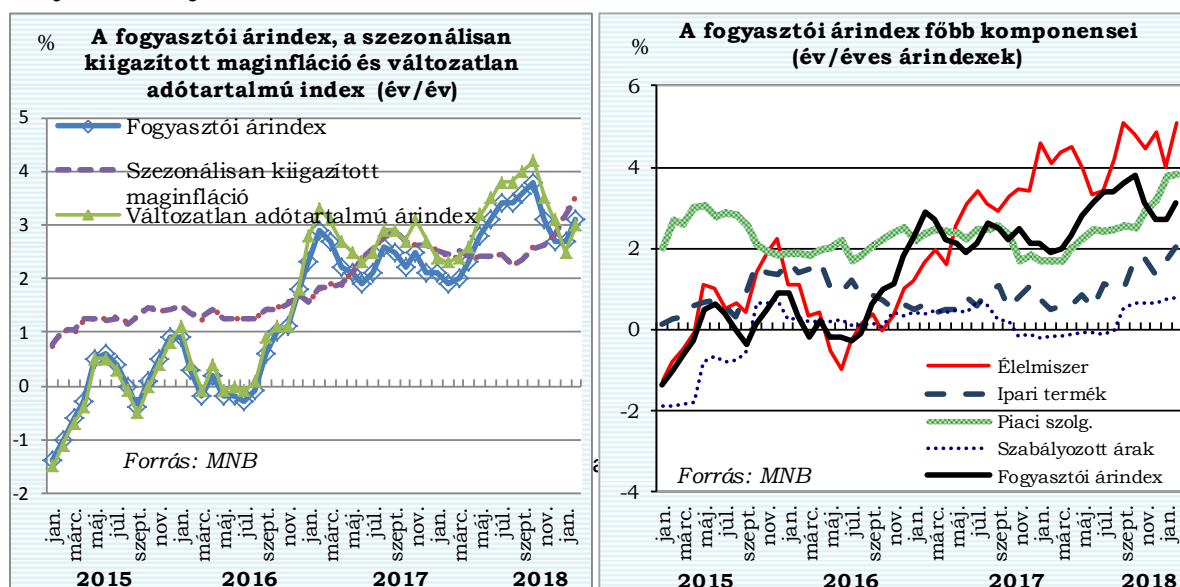 %
A fogyasztói árindex, a szezonálisan
kiigazított maginfláció és változatlan
adótartalmú index (év/év)
5
4
3
2
1
0
-1
-2
Fogyasztói árindex
Szezonálisan kiigazított
maginfláció
Változatlan adótartalmú árindex
Forrás: MNB
jan.
márc.
máj.
júl.
szept.
nov.
jan.
márc.
máj.
júl.
szept.
nov.
jan.
márc.
máj.
júl.
szept.
nov.
jan.
márc.
máj.
júl.
szept.
nov.
jan.
2015
2016
2017
2018
%
A fogyasztói árindex főbb komponensei
(év/éves árindexek)
6
4
2
0
-2
-4
Élelmiszer
Ipari termék
Piaci szolg.
Szabályozott árak
Fogyasztói árindex
Forrás: MNB
jan.
márc.
máj.
júl.
szept.
nov.
jan.
márc.
máj.
júl.
szept.
nov.
jan.
márc.
máj.
júl.
szept.
nov.
jan.
márc.
máj.
júl.
szept.
nov.
jan.
2015
2016
2017
2018